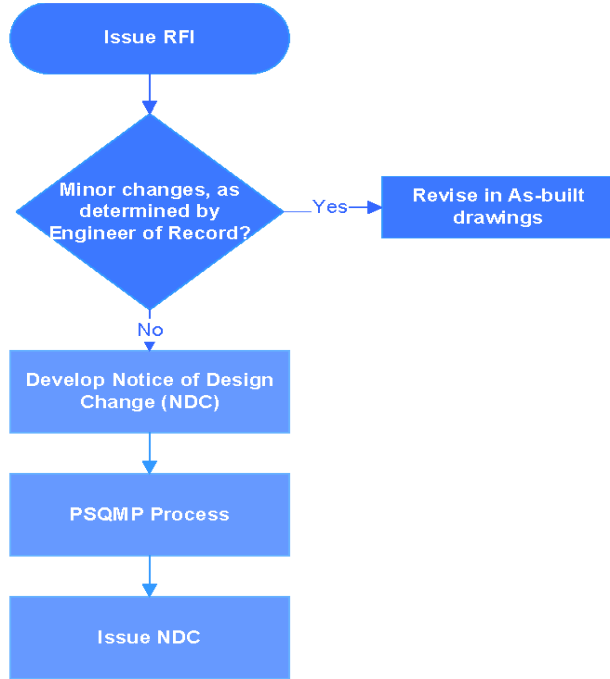 Issue RFI
Minor changes, as
determined by
Engineer of Record?
Yes
Revise in As-built
drawings
No
Develop Notice of Design
Change (NDC)
PSQMP Process
Issue NDC